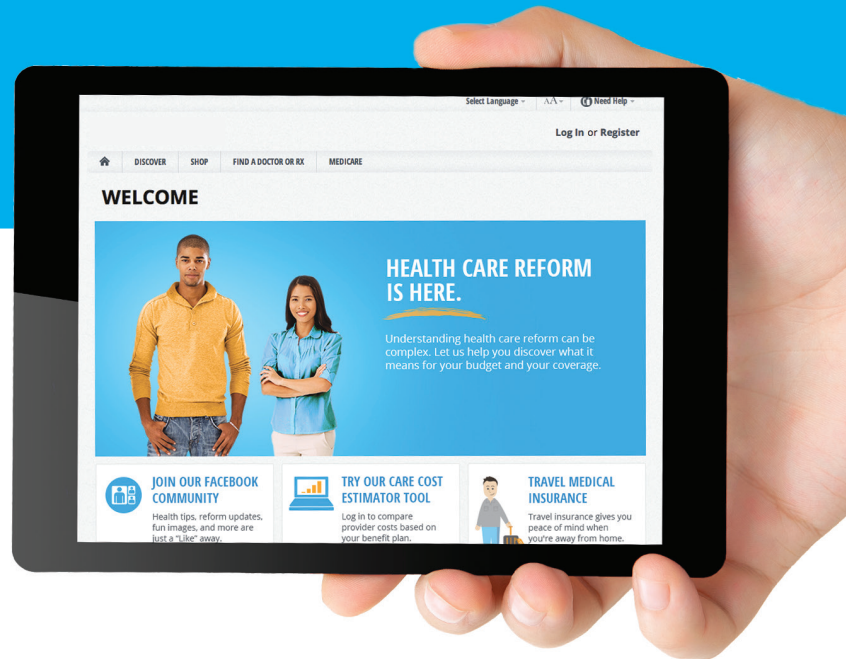 Select Language
AA
Need Help
Log In or Register
DISCOVER SHOP FIND A DOCTOR OR RX MEDICARE
WELCOME
HEALTH CARE REFORM
IS HERE.
Understanding health care reform can be
complex. Let us help you discover what it
means for your budget and your coverage.
JOIN OUR FACEBOOK
COMMUNITY
Health tips, reform updates,
fun images, and more are
just a “Like” away.
TRY OUR CARE COST
ESTIMATOR TOOL
Log in to compare
provider costs based on
your benefit plan.
TRAVEL MEDICAL
INSURANCE
Travel insurance gives you
peace of mind when
you're away from home.